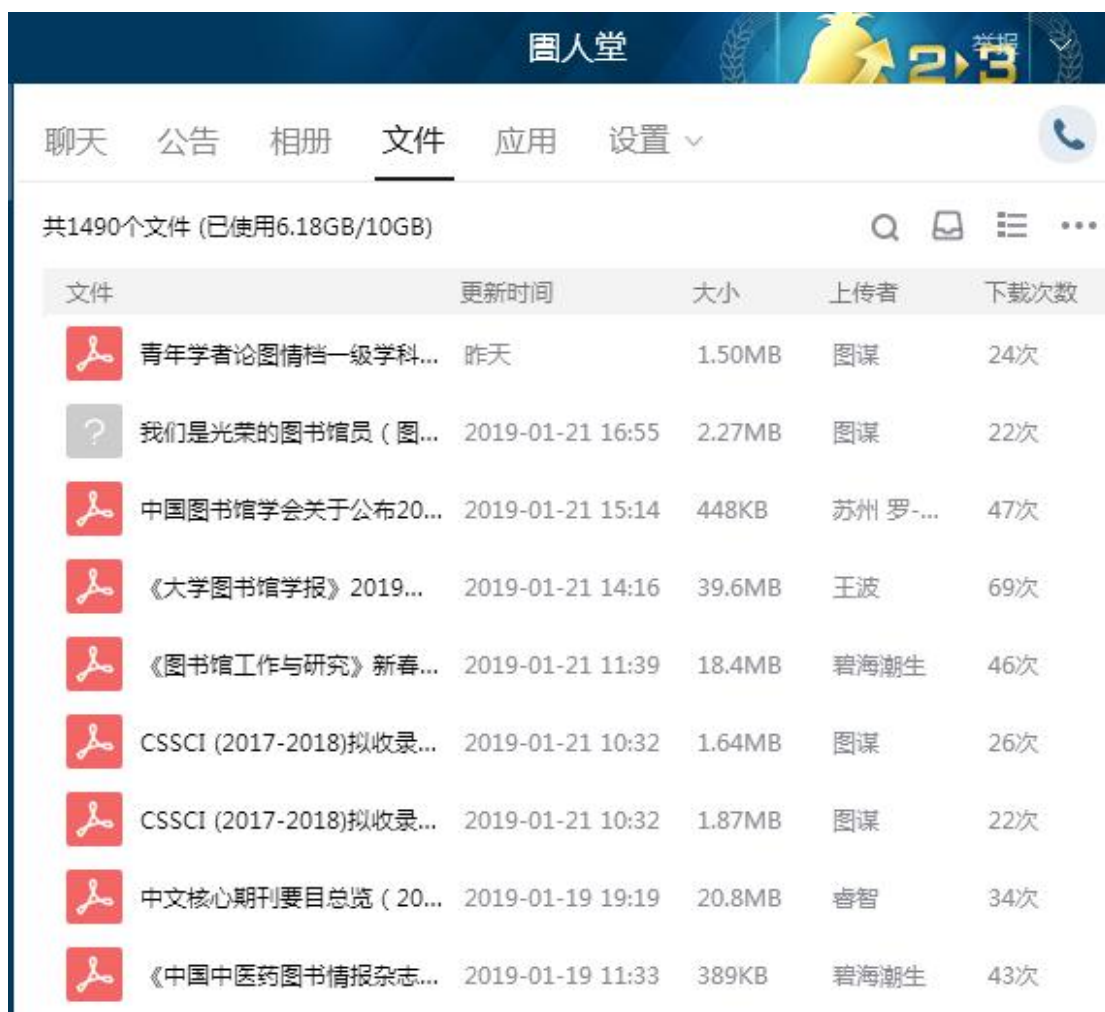 圕人堂
2 3 举报
聊天 公告 相册 文件 应用 设置
共1490个文件 (已使用6.18GB/10GB)
文件 更新时间 大小 上传者 下载次数
青年学者论图情档一级学科... 昨天 1.50MB 图谋 24次
? 我们是光荣的图书馆员（图... 2019-01-21 16:55 2.27MB 图谋 22次
中国图书馆学会关于公布20... 2019-01-21 15:14 448KB 苏州 罗-... 47次
《大学图书馆学报》2019... 2019-01-21 14:16 39.6MB 王波 69次
《图书馆工作与研究》新春... 2019-01-21 11:39 18.4MB 碧海潮生 46次
CSSCI (2017-2018)拟收录... 2019-01-21 10:32 1.64MB 图谋 26次
CSSCI (2017-2018)拟收录... 2019-01-21 10:32 1.87MB 图谋 22次
中文核心期刊要目总览（20... 2019-01-19 19:19 20.8MB 睿智 34次
《中国中医药图书情报杂志... 2019-01-19 11:33 389KB 碧海潮生 43次